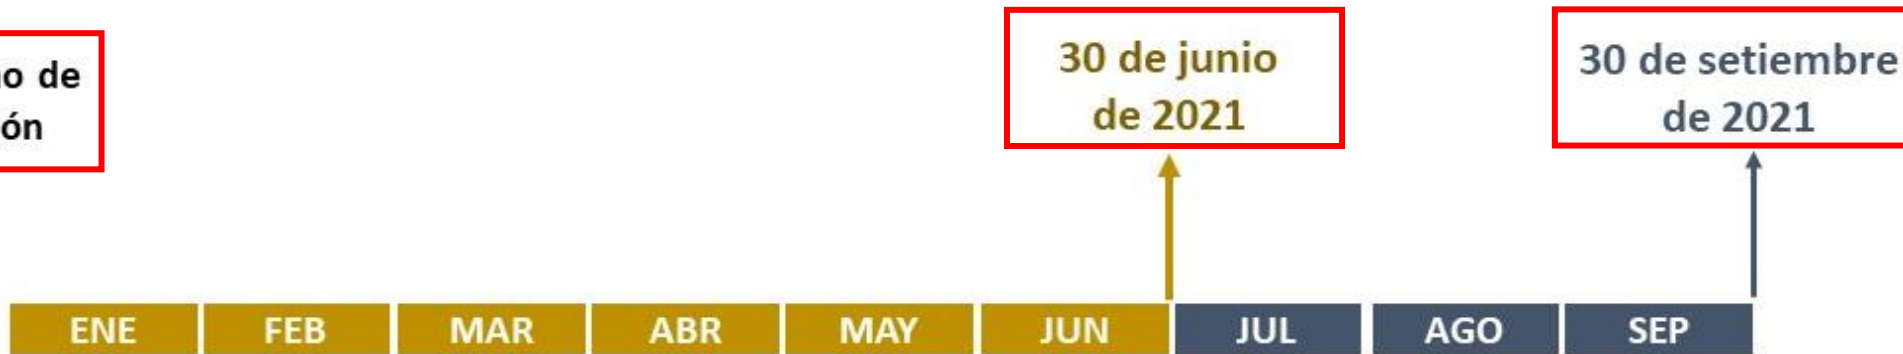 de
30 de junio
de 2021
30 de setiembre
de 2021
ENE FEB MAR ABR MAY JUN JUL AGO SEP